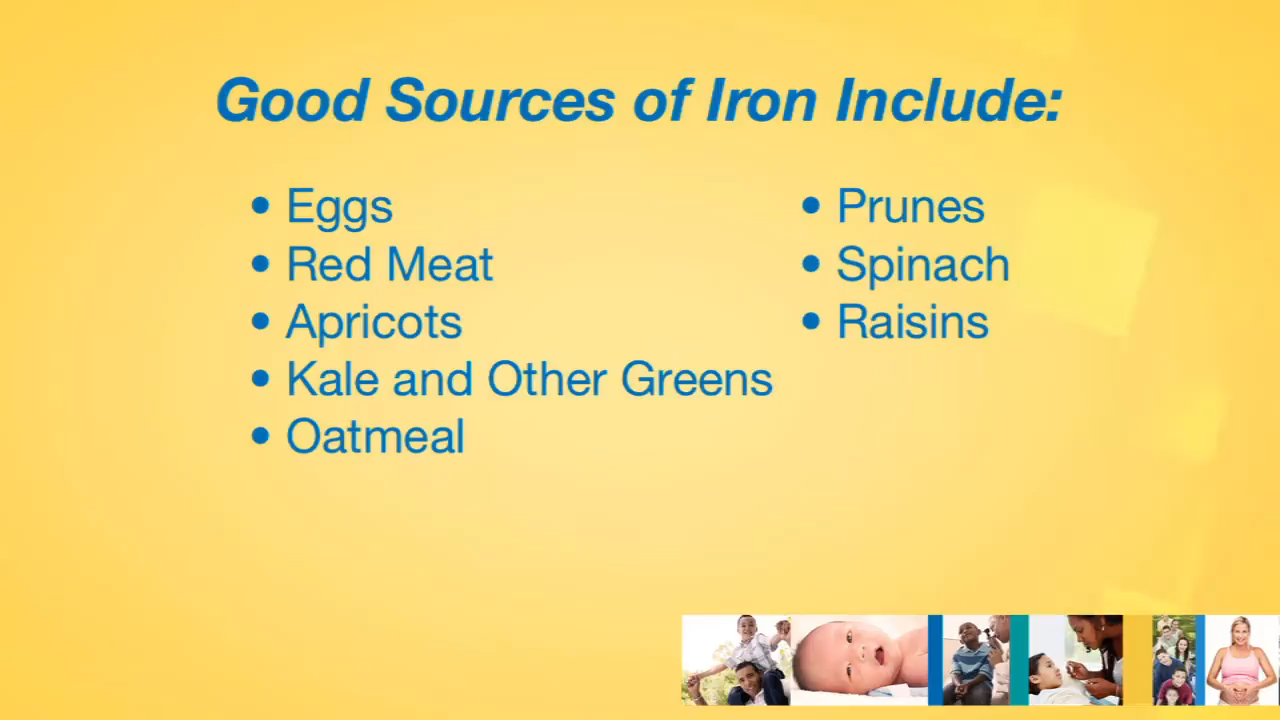 Good Sources of Iron Include:
• Eggs
• Red Meat
• Apricots
• Kale and Other Greens
• Oatmeal
• Prunes
• Spinach
• Raisins